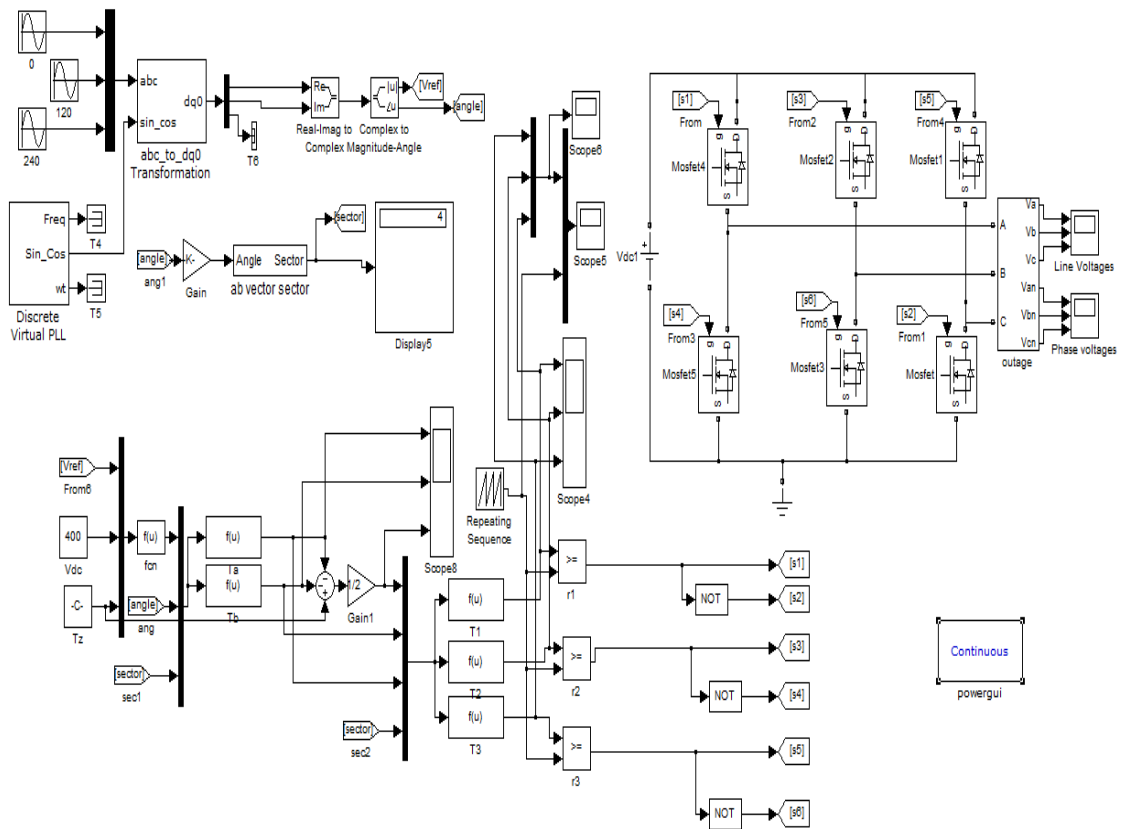 0
120
240
abc
sin_cos
dq0
abc_to_dq0
Transformation
T6
Re
Im
Real-Imag to
Complex
|u|
∠u
Complex to
Magnitude-Angle
[Vref]
[angle]
Freq
Sin_Cos
wt
Discrete
Virtual PLL
T4
T5
[angle]
ang1
K-
Gain
Angle
Sector
ab vector sector
[sector]
4
Display5
Scope6
Scope5
Scope4
[s1]
From
g
D
S
Mosfet4
[s3]
From2
g
D
S
Mosfet2
[s5]
From4
g
D
S
Mosfet1
+
Vdc1
[s4]
From3
g
D
S
Mosfet5
[s6]
From5
g
D
S
Mosfet3
[s2]
From1
g
D
S
Mosfet
A
B
C
Va
Vb
Vc
Van
Vbn
Vcn
outage
Line Voltages
Phase voltages
[Vref]
From6
400
Vdc
-C-
Tz
f(u)
fcn
[angle]
ang
[sector]
sec1
f(u)
Ta
f(u)
Tb
1/2
Gain1
Scope8
Repeating
Sequence
[sector]
sec2
f(u)
T1
f(u)
T2
f(u)
T3
>=
r1
>=
r2
>=
r3
[s1]
NOT
[s2]
[s3]
NOT
[s4]
[s5]
NOT
[s6]
Continuous
powergui